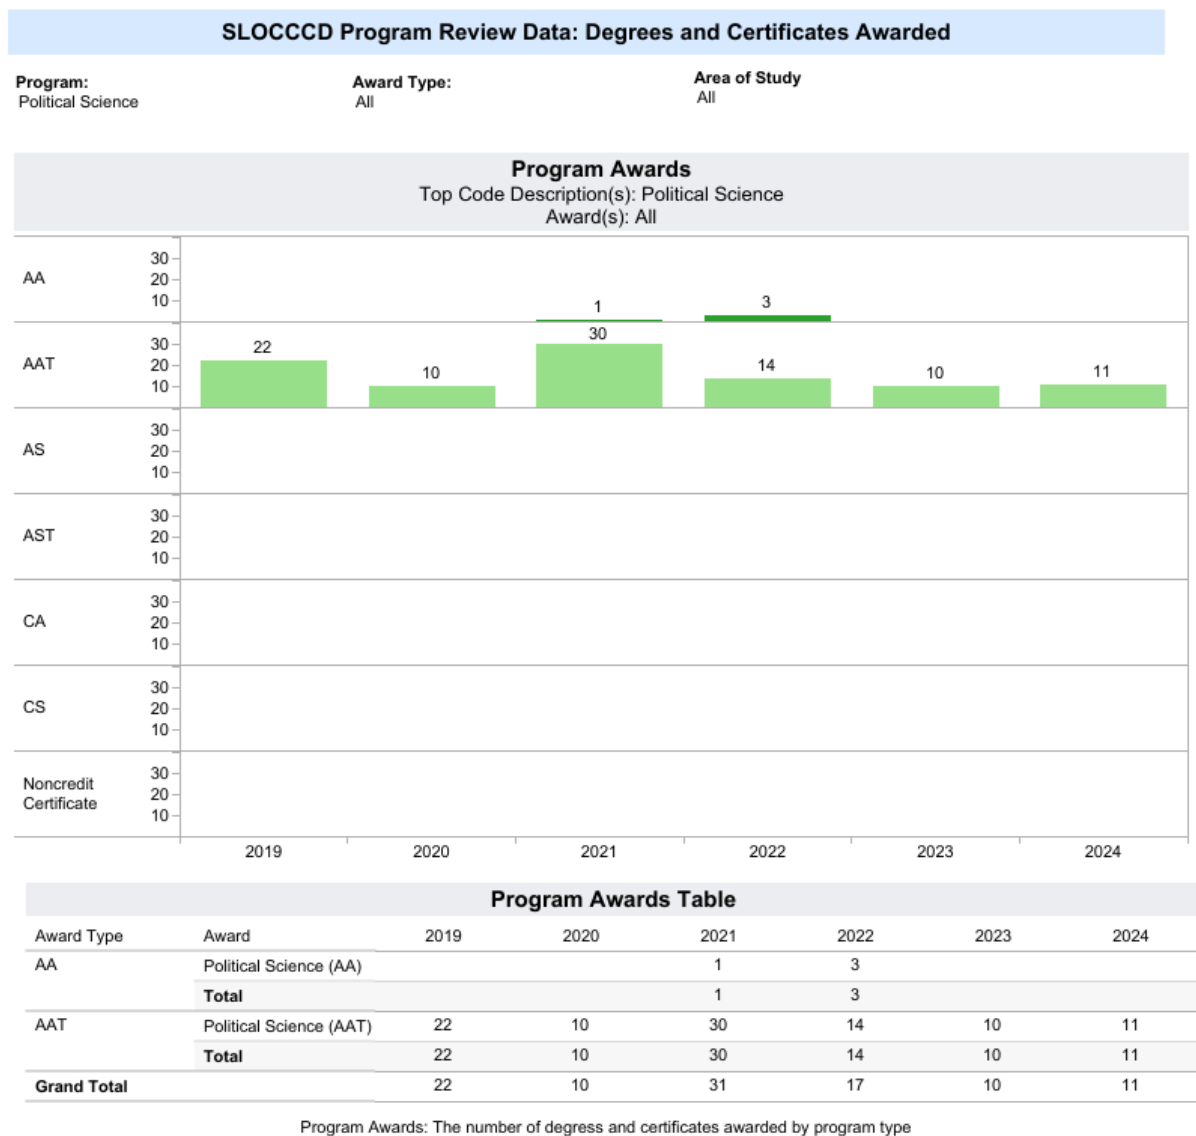 SLOCCCD Program Review Data: Degrees and Certificates Awarded
Program: Award Type: Area of Study
Political Science All All
Program Awards
Top Code Description(s): Political Science
Award(s): All
AA 30 20 10 1 3
AAT 30 20 10 22 10 30 14 10 11
AS 30 20 10
AST 30 20 10
CA 30 20 10
CS 30 20 10
Noncredit Certificate 30 20 10
2019 2020 2021 2022 2023 2024
Program Awards Table
Award Type Award 2019 2020 2021 2022 2023 2024
AA Political Science (AA) 1 3
Total 1 3
AAT Political Science (AAT) 22 10 30 14 10 11
Total 22 10 30 14 10 11
Grand Total 22 10 31 17 10 11
Program Awards: The number of degress and certificates awarded by program type